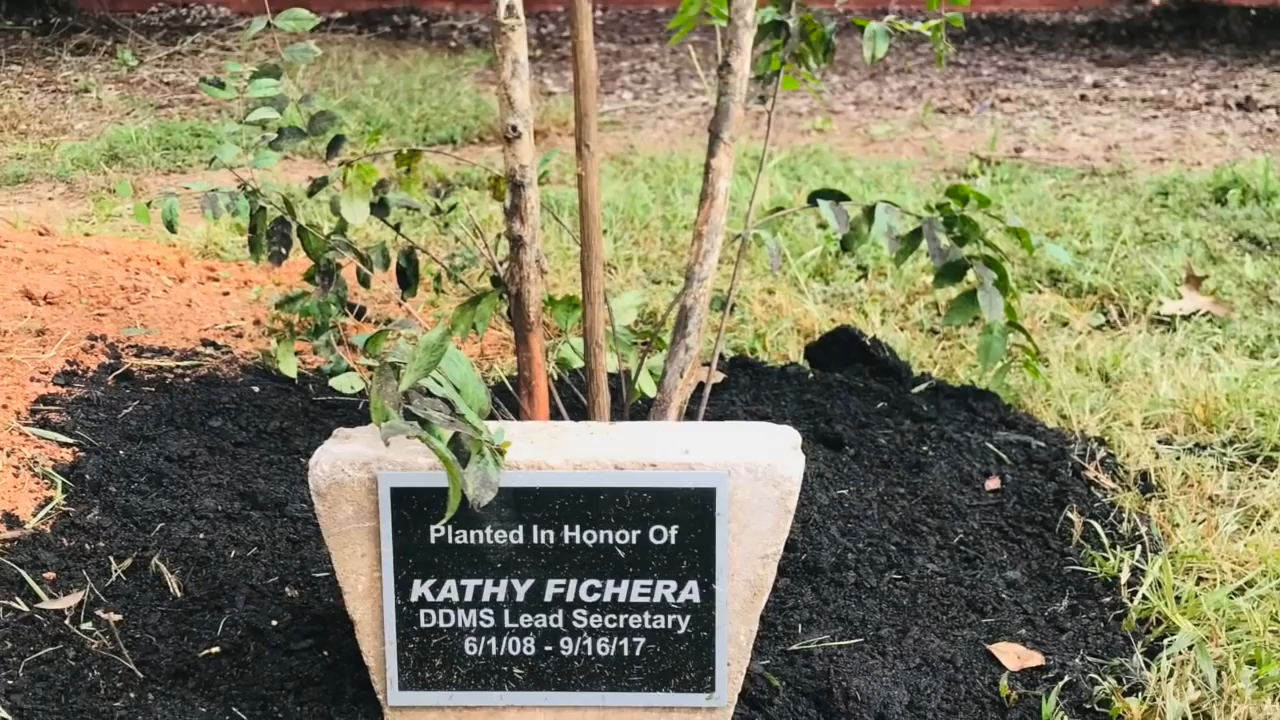 Planted In Honor Of
KATHY FICHERA
DDMS Lead Secretary
6/1/08 - 9/16/17